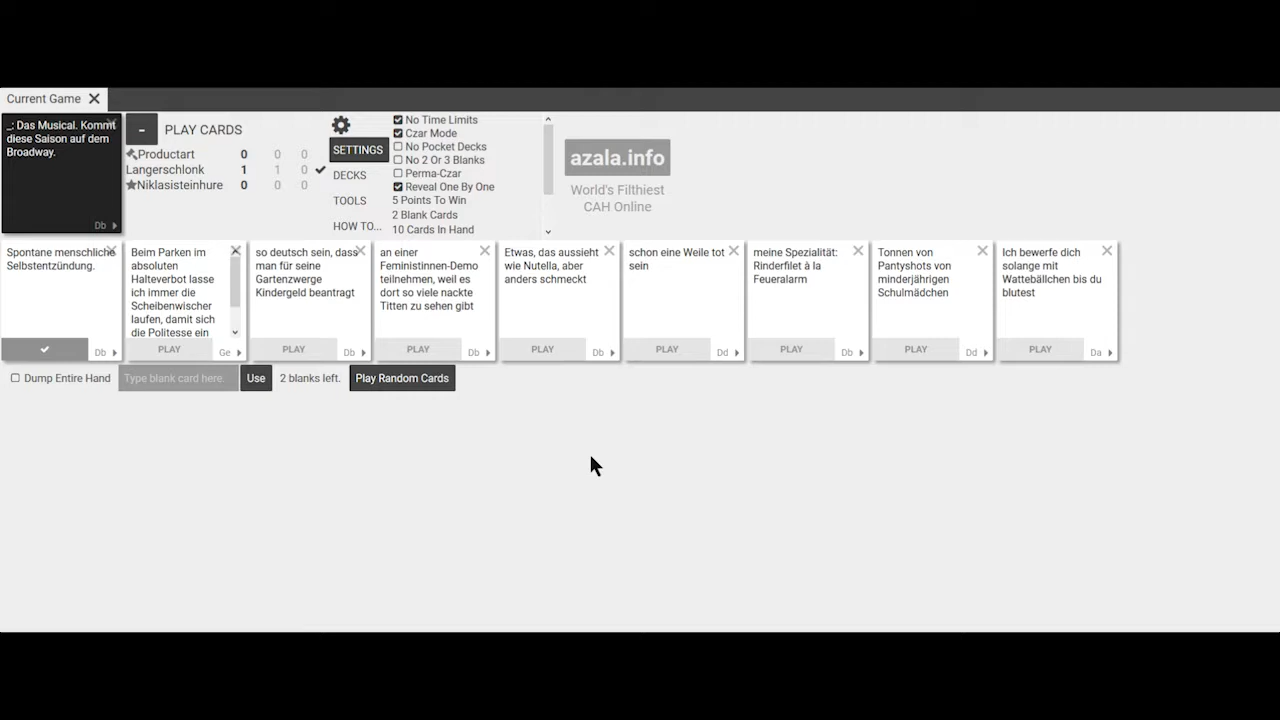 Current Game
_: Das Musical. Kommt
diese Saison auf dem
Broadway.
Db
-
PLAY CARDS
Productart 0 0 0
Langerschlonk 1 1 0
Niklasisteinhure 0 0 0
SETTINGS
DECKS
TOOLS
HOW TO...
No Time Limits
Czar Mode
No Pocket Decks
No 2 Or 3 Blanks
Perma-Czar
Reveal One By One
5 Points To Win
2 Blank Cards
10 Cards In Hand
azala.info
World's Filthiest
CAH Online
Spontane menschliche
Selbstentzündung.
Db
Beim Parken im
absoluten
Halteverbot lasse
ich immer die
Scheibenwischer
laufen, damit sich
die Politesse ein
PLAY
Ge
so deutsch sein, dass
man für seine
Gartenzwerge
Kindergeld beantragt
PLAY
Db
an einer
Feministinnen-Demo
teilnehmen, weil es
dort so viele nackte
Titten zu sehen gibt
PLAY
Db
Etwas, das aussieht
wie Nutella, aber
anders schmeckt
PLAY
Db
schon eine Weile tot
sein
PLAY
Dd
meine Spezialität:
Rinderfilet à la
Feueralarm
PLAY
Db
Tonnen von
Pantyshots von
minderjährigen
Schulmädchen
PLAY
Dd
Ich bewerfe dich
solange mit
Wattebällchen bis du
blutest
PLAY
Da
Dump Entire Hand
Type blank card here.
Use
2 blanks left.
Play Random Cards